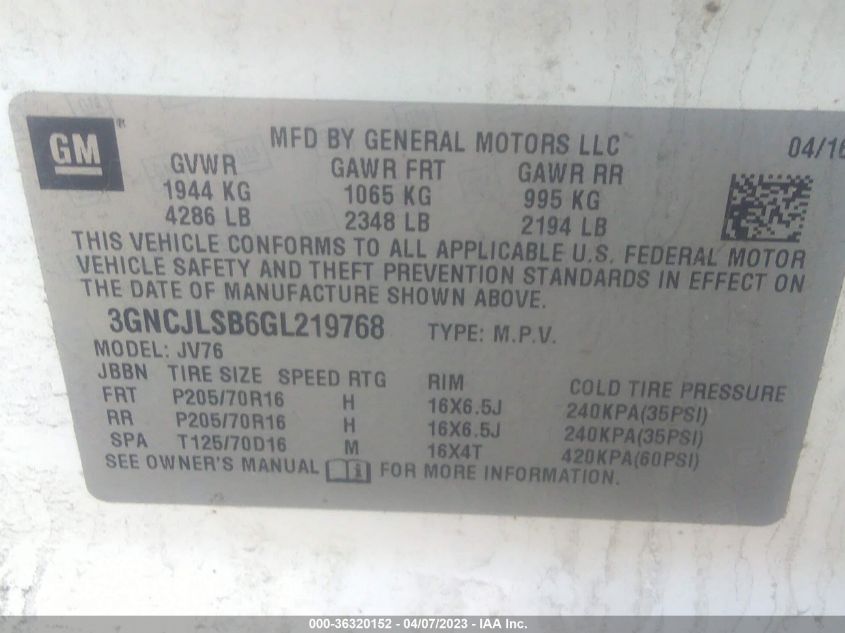 GM
MFD BY GENERAL MOTORS LLC 04/16
GVWR GAWR FRT GAWR RR
1944 KG 1065 KG 995 KG
4286 LB 2348 LB 2194 LB
THIS VEHICLE CONFORMS TO ALL APPLICABLE U.S. FEDERAL MOTOR
VEHICLE SAFETY AND THEFT PREVENTION STANDARDS IN EFFECT ON
THE DATE OF MANUFACTURE SHOWN ABOVE.
3GNCJLSB6GL219768 TYPE: M.P.V.
MODEL: JV76
JBBN TIRE SIZE SPEED RTG RIM COLD TIRE PRESSURE
FRT P205/70R16 H 16X6.5J 240KPA(35PSI)
RR P205/70R16 H 16X6.5J 240KPA(35PSI)
SPA T125/70D16 M 16X4T 420KPA(60PSI)
SEE OWNER'S MANUAL FOR MORE INFORMATION.
000-36320152 - 04/07/2023 - IAA Inc.